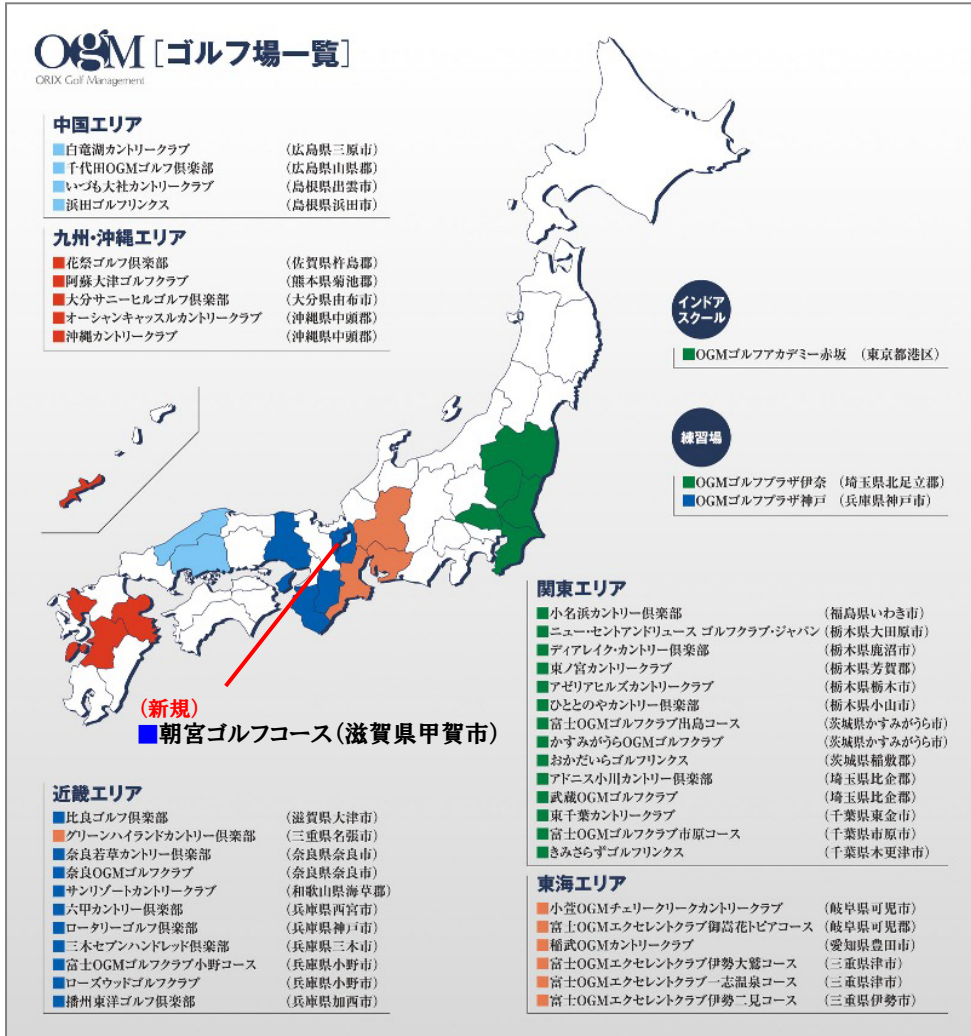 OgM [ゴルフ場一覧]
ORIX Golf Management
中国エリア
■白竜湖カントリークラブ （広島県三原市）
■千代田OGMゴルフ倶楽部 （広島県山県郡）
■いづも大社カントリークラブ （島根県出雲市）
■浜田ゴルフリンクス （島根県浜田市）
九州・沖縄エリア
■花祭ゴルフ倶楽部 （佐賀県杵島郡）
■阿蘇大津ゴルフクラブ （熊本県菊池郡）
■大分サニーヒルゴルフ倶楽部 （大分県由布市）
■オーシャンキャッスルカントリークラブ （沖縄県中頭郡）
■沖縄カントリークラブ （沖縄県中頭郡）
インドア
スクール
■OGMゴルフアカデミー赤坂 （東京都港区）
練習場
■OGMゴルフプラザ伊奈 （埼玉県北足立郡）
■OGMゴルフプラザ神戸 （兵庫県神戸市）
(新規)
■朝宮ゴルフコース(滋賀県甲賀市)
関東エリア
■小名浜カントリー倶楽部 （福島県いわき市）
■ニュー・セントアンドリュース ゴルフクラブ・ジャパン （栃木県大田原市）
■ディアレイク・カントリー倶楽部 （栃木県鹿沼市）
■東ノ宮カントリークラブ （栃木県芳賀郡）
■アゼリアヒルズカントリークラブ （栃木県栃木市）
■ひととのやカントリー倶楽部 （栃木県小山市）
■富士OGMゴルフクラブ出島コース （茨城県かすみがうら市）
■かすみがうらOGMゴルフクラブ （茨城県かすみがうら市）
■おかだいらゴルフリンクス （茨城県稲敷郡）
■アドニス小川カントリー倶楽部 （埼玉県比企郡）
■武蔵OGMゴルフクラブ （埼玉県比企郡）
■東千葉カントリークラブ （千葉県東金市）
■富士OGMゴルフクラブ市原コース （千葉県市原市）
■きみさらずゴルフリンクス （千葉県木更津市）
近畿エリア
■比良ゴルフ倶楽部 （滋賀県大津市）
■グリーンハイランドカントリー倶楽部 （三重県名張市）
■奈良若草カントリー倶楽部 （奈良県奈良市）
■奈良OGMゴルフクラブ （奈良県奈良市）
■サンリゾートカントリークラブ （和歌山県海草郡）
■六甲カントリー倶楽部 （兵庫県西宮市）
■ロータリーゴルフ倶楽部 （兵庫県神戸市）
■三木セブンハンドレッド倶楽部 （兵庫県三木市）
■富士OGMゴルフクラブ小野コース （兵庫県小野市）
■ローズウッドゴルフクラブ （兵庫県小野市）
■播州東洋ゴルフ倶楽部 （兵庫県加西市）
東海エリア
■小萱OGMチェリークリークカントリークラブ （岐阜県可児市）
■富士OGMエクセレントクラブ御嵩花トピアコース （岐阜県可児郡）
■稲武OGMカントリークラブ （愛知県豊田市）
■富士OGMエクセレントクラブ伊勢大鷲コース （三重県津市）
■富士OGMエクセレントクラブ一志温泉コース （三重県津市）
■富士OGMエクセレントクラブ伊勢二見コース （三重県伊勢市）